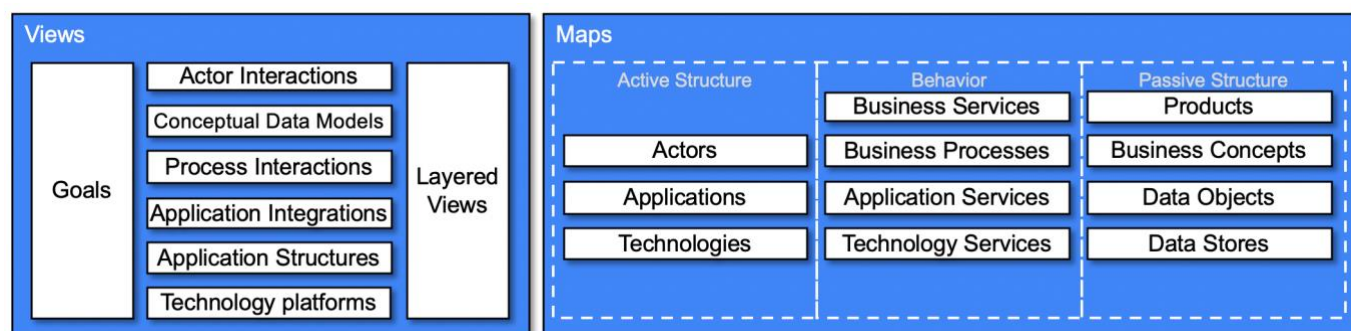 Views
Goals
Actor Interactions
Conceptual Data Models
Process Interactions
Application Integrations
Application Structures
Technology platforms
Layered
Views
Maps
Active Structure
Actors
Applications
Technologies
Behavior
Business Services
Business Processes
Application Services
Technology Services
Passive Structure
Products
Business Concepts
Data Objects
Data Stores